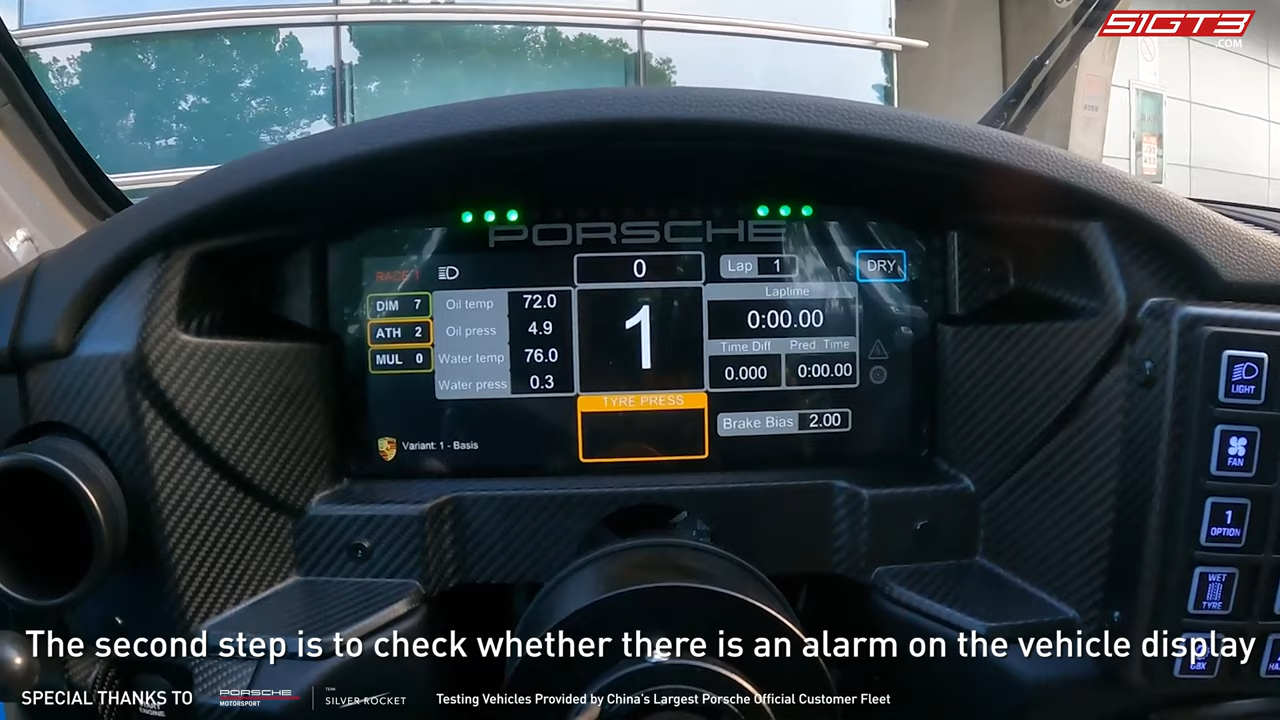 51GT3
.COM
PORSCHE
RACE 1
0
Lap 1
DRY
DIM 7
ATH 2
MUL 0
Oil temp 72.0
Oil press 4.9
Water temp 76.0
Water press 0.3
1
Laptime
0:00.00
Time Diff Pred. Time
0.000 0:00.00
TYRE PRESS
Brake Bias 2.00
Variant: 1 - Basis
LIGHT
FAN
1
OPTION
WET
TYRE
GBX
The second step is to check whether there is an alarm on the vehicle display
SPECIAL THANKS TO
PORSCHE
MOTORSPORT
TEAM
SILVER ROCKET
Testing Vehicles Provided by China's Largest Porsche Official Customer Fleet